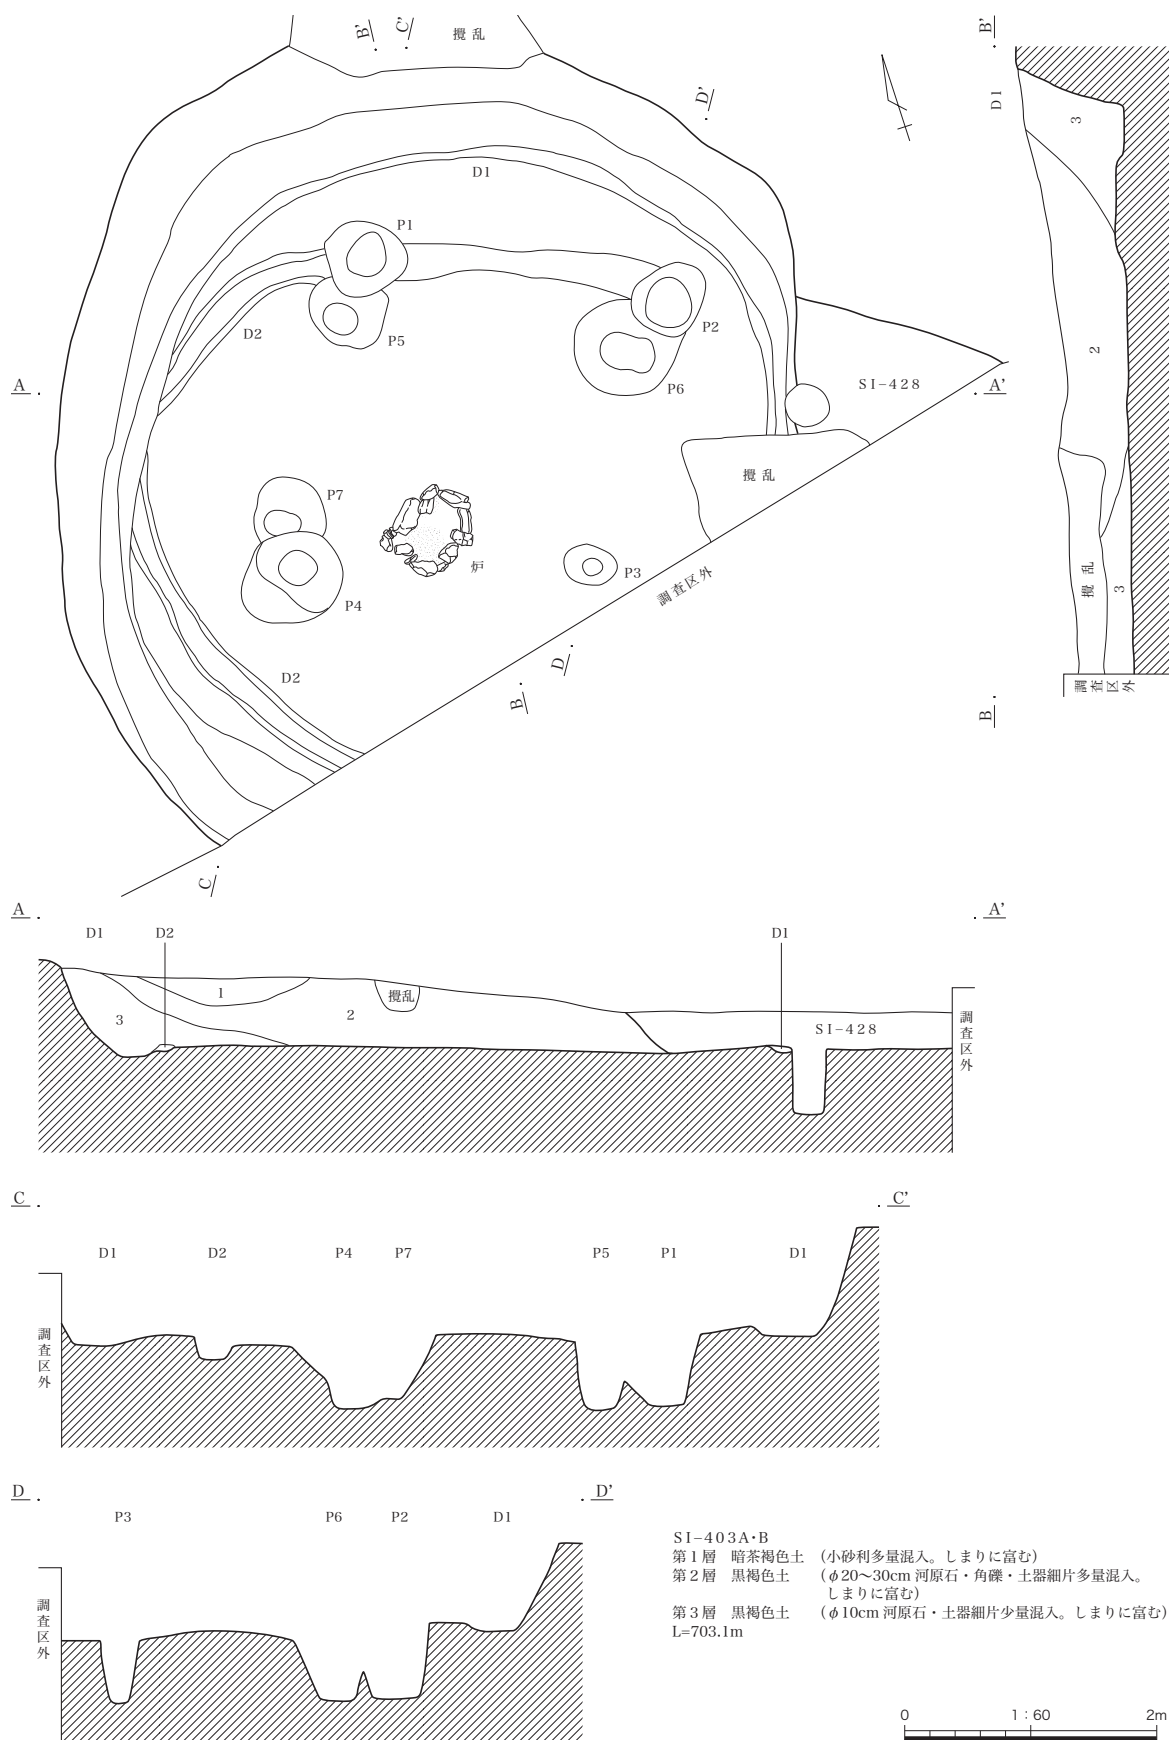 B'
C'
攪乱
D'
D1
P1
P2
P5
D2
P6
SI-428
A
A'
攪乱
P7
炉
P3
P4
調査区外
D2
D
B
C
B'
D1
3
2
攪乱
3
調査区外
B
A
A'
D1
D2
D1
1
攪乱
3
2
SI-428
調査区外
C
C'
D1
D2
P4
P7
P5
P1
D1
調査区外
D
D'
P3
P6
P2
D1
調査区外
SI-403A・B
第1層 暗茶褐色土 (小砂利多量混入。しまりに富む)
第2層 黒褐色土 (φ20〜30cm 河原石・角礫・土器細片多量混入。
しまりに富む)
第3層 黒褐色土 (φ10cm 河原石・土器細片少量混入。しまりに富む)
L=703.1m
0 1:60 2m